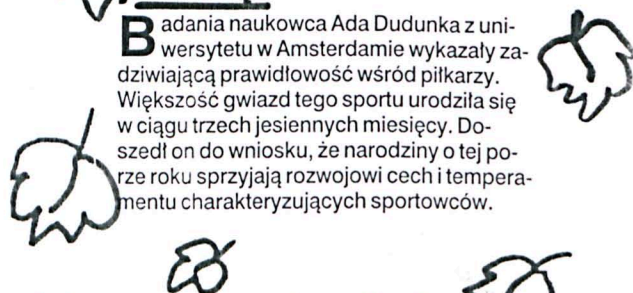 Badania naukowca Ada Dudunka z uni-
wersytetu w Amsterdamie wykazały za-
dziwiającą prawidłowość wśród piłkarzy.
Większość gwiazd tego sportu urodziła się
w ciągu trzech jesiennych miesięcy. Do-
szedł on do wniosku, że narodziny o tej po-
rze roku sprzyjają rozwojowi cech i tempera-
mentu charakteryzujących sportowców.